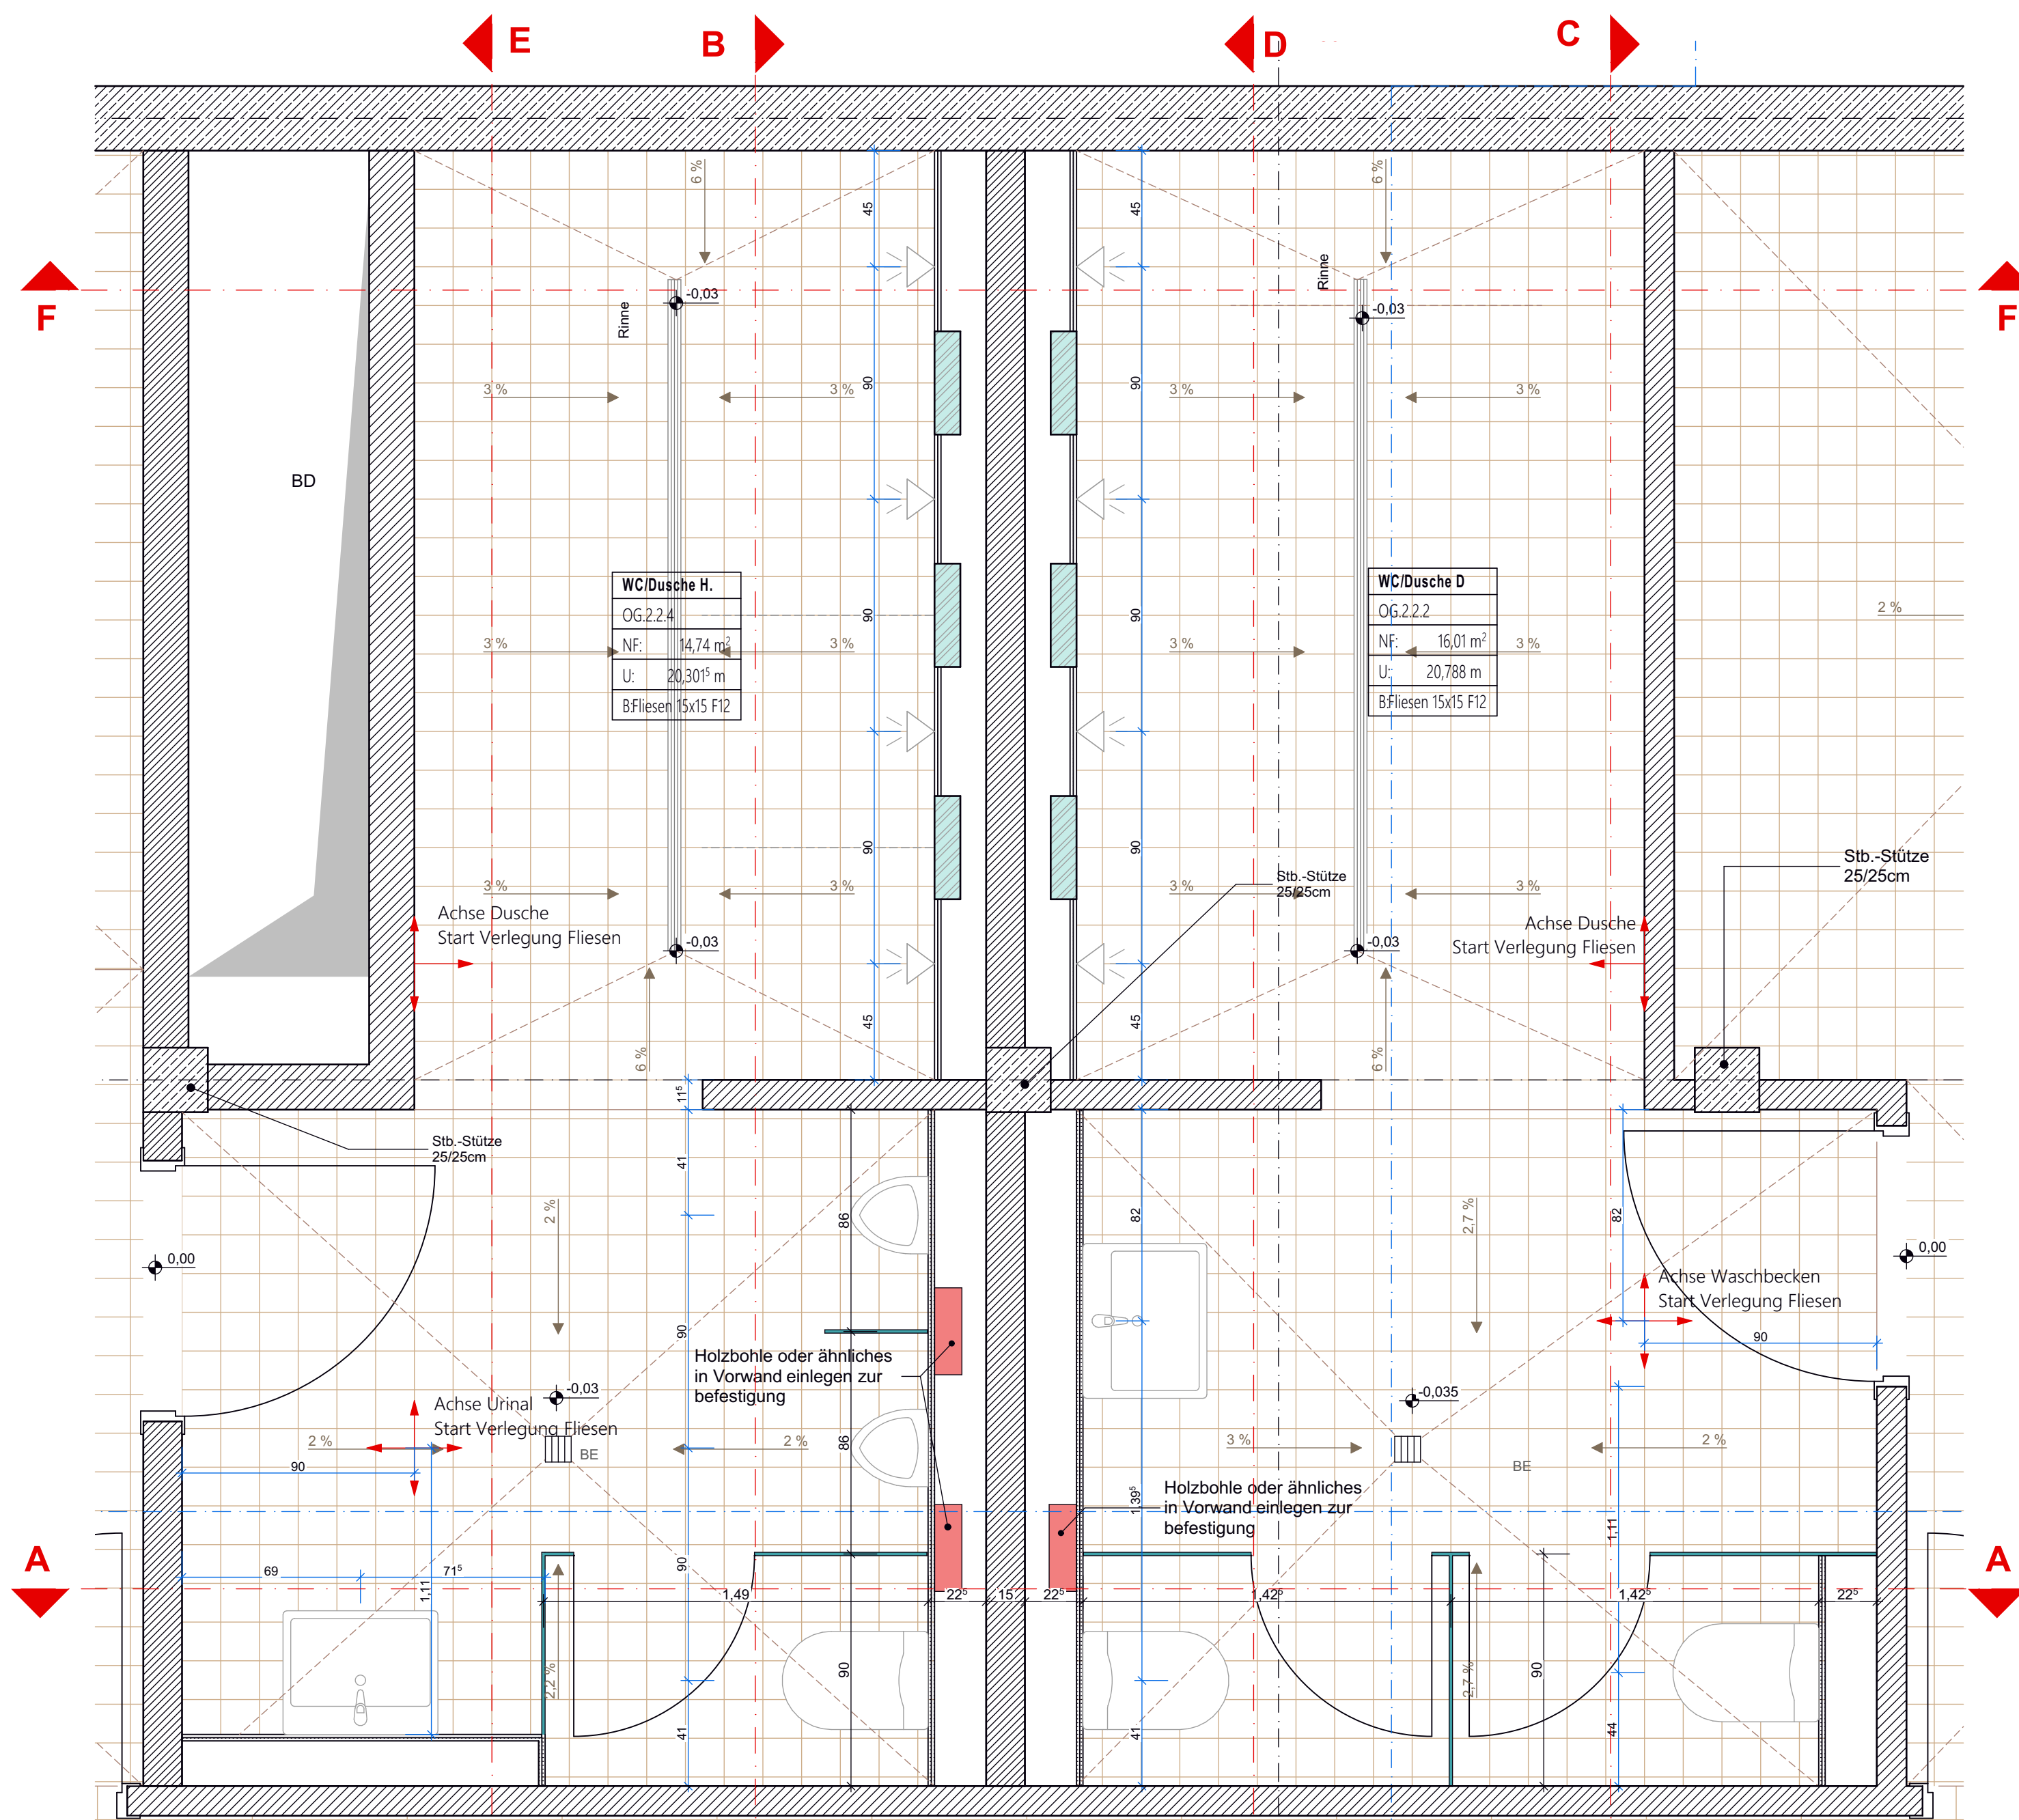 E
B
D
C
6 %
6 %
45
45
F
F
Rinne
Rinne
-0,03
-0,03
90
90
3 %
3 %
3 %
3 %
BD
WC/Dusche H.
OG.2.2.4
NF: 14,74 m²
U: 20,301⁵ m
B:Fliesen 15x15 F12
WC/Dusche D
OG.2.2.2
NF: 16,01 m²
U: 20,788 m
B:Fliesen 15x15 F12
90
90
2 %
3 %
3 %
3 %
3 %
90
90
Stb.-Stütze
25/25cm
Stb.-Stütze
25/25cm
3 %
3 %
3 %
3 %
Achse Dusche
Start Verlegung Fliesen
Achse Dusche
Start Verlegung Fliesen
-0,03
-0,03
45
45
6 %
6 %
11⁵
Stb.-Stütze
25/25cm
41
86
82
82
2 %
2,7 %
0,00
0,00
Achse Waschbecken
Start Verlegung Fliesen
90
90
Holzbohle oder ähnliches
in Vorwand einlegen zur
befestigung
-0,03
-0,035
Achse Urinal
Start Verlegung Fliesen
2 %
2 %
BE
86
3 %
2 %
BE
90
Holzbohle oder ähnliches
in Vorwand einlegen zur
befestigung
1,39⁵
1,11
A
A
69
71⁵
1,11
90
1,49
22⁵
15
22⁵
1,42⁵
1,42⁵
22⁵
2,2 %
90
2,7 %
90
41
41
44